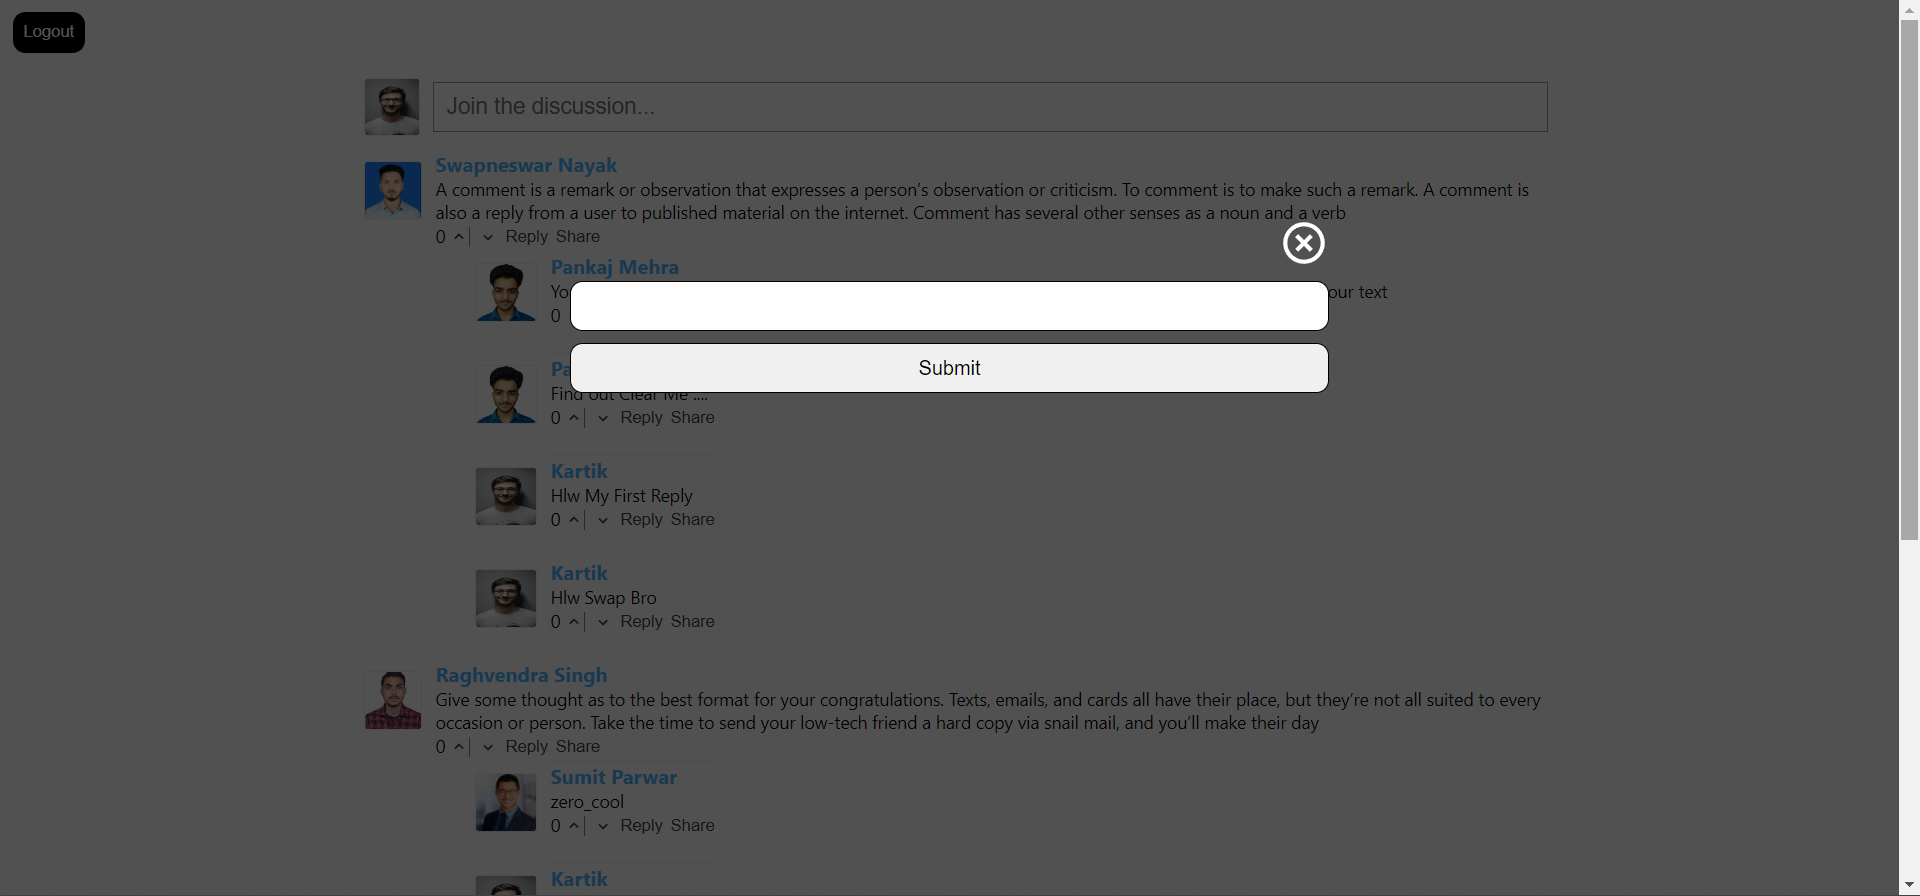 Logout
Join the discussion...
Swapneswar Nayak
A comment is a remark or observation that expresses a person's observation or criticism. To comment is to make such a remark. A comment is
also a reply from a user to published material on the internet. Comment has several other senses as a noun and a verb
0 Reply Share
Pankaj Mehra
our text
0
Submit
Find out Clear Me ....
0 Reply Share
Kartik
Hlw My First Reply
0 Reply Share
Kartik
Hlw Swap Bro
0 Reply Share
Raghvendra Singh
Give some thought as to the best format for your congratulations. Texts, emails, and cards all have their place, but they're not all suited to every
occasion or person. Take the time to send your low-tech friend a hard copy via snail mail, and you'll make their day
0 Reply Share
Sumit Parwar
zero_cool
0 Reply Share
Kartik